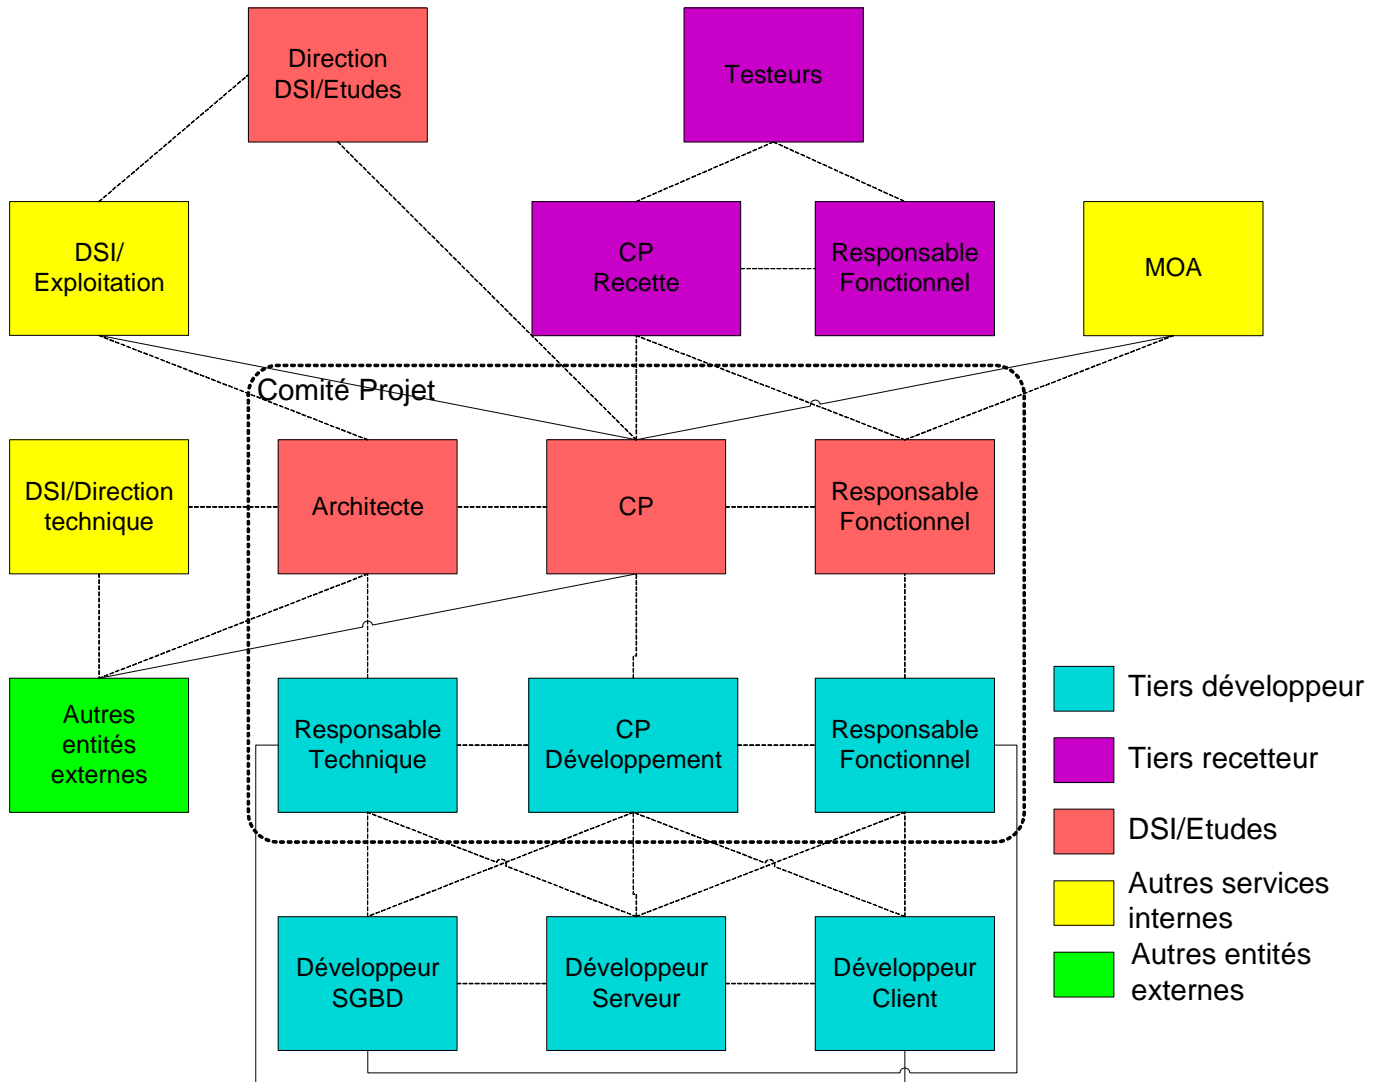 Direction
DSI/Etudes
Testeurs
DSI/
Exploitation
CP
Recette
Responsable
Fonctionnel
MOA
Comité Projet
DSI/Direction
technique
Architecte
CP
Responsable
Fonctionnel
Autres
entités
externes
Responsable
Technique
CP
Développement
Responsable
Fonctionnel
Tiers développeur
Tiers recetteur
DSI/Etudes
Autres services
internes
Autres entités
externes
Développeur
SGBD
Développeur
Serveur
Développeur
Client